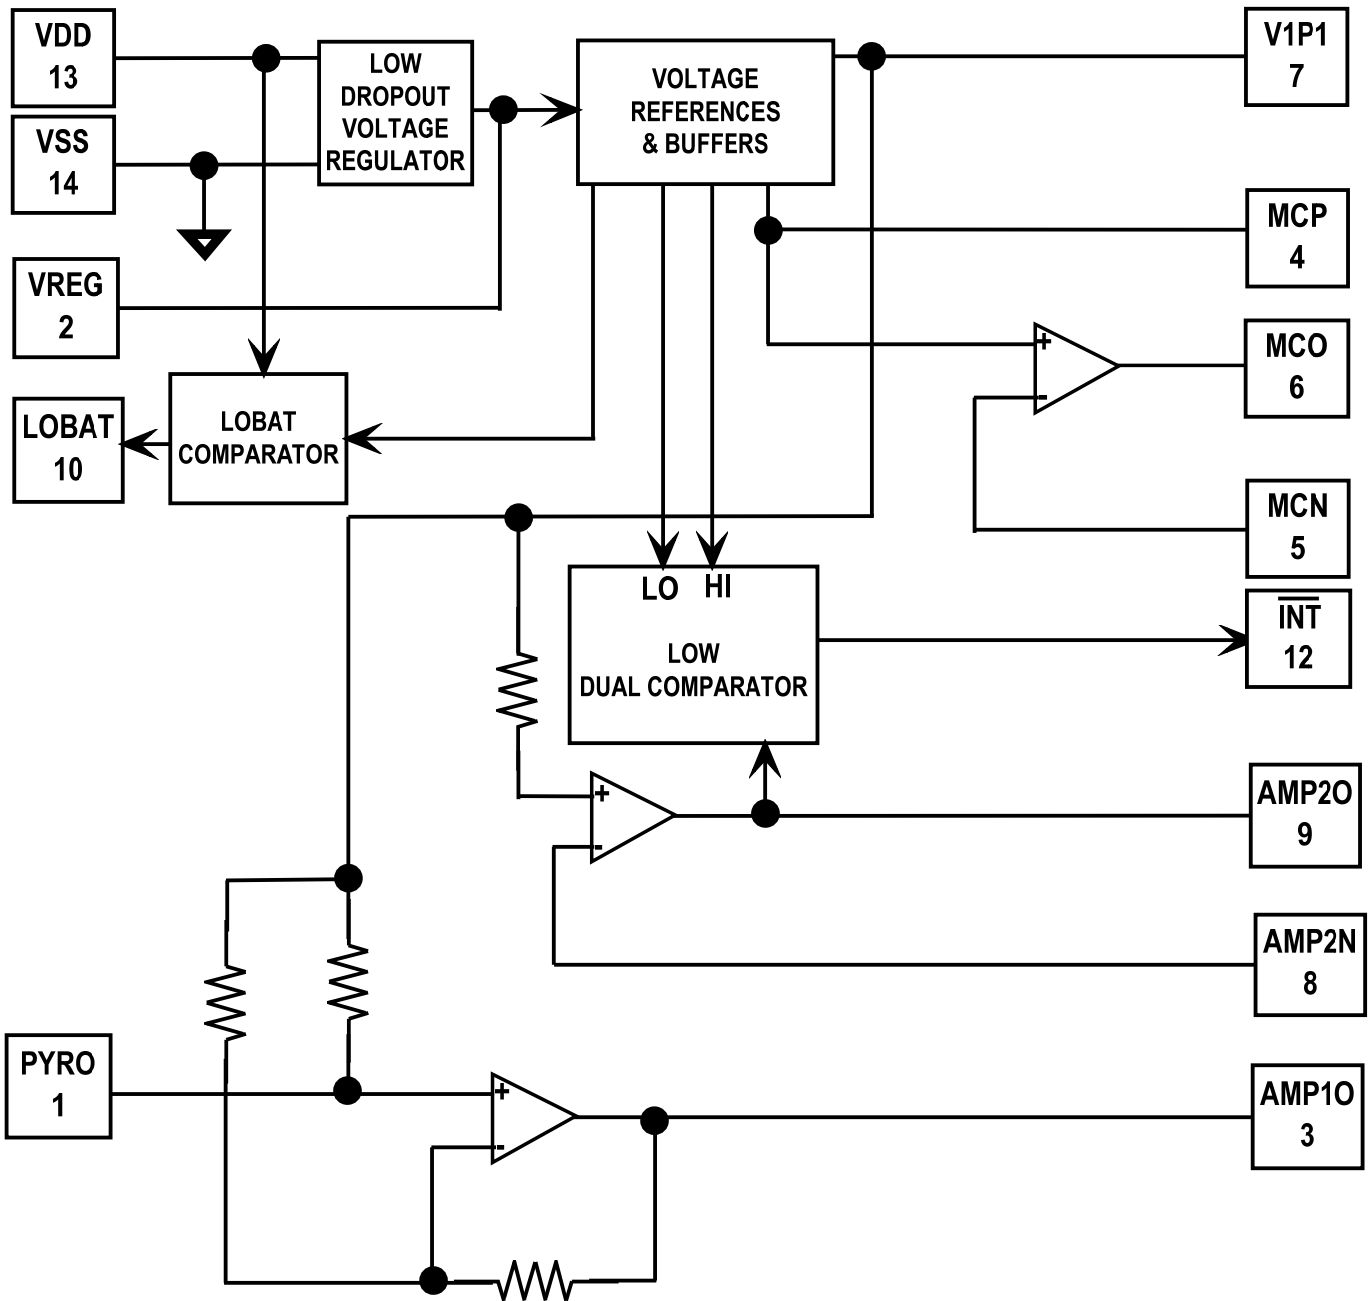 VDD
13
VSS
14
VREG
2
LOBAT
10
LOW
DROPOUT
VOLTAGE
REGULATOR
VOLTAGE
REFERENCES
& BUFFERS
LOBAT
COMPARATOR
V1P1
7
MCP
4
+
-
MCO
6
MCN
5
LO HI
LOW
DUAL COMPARATOR
INT
12
+
-
AMP2O
9
AMP2N
8
PYRO
1
+
-
AMP1O
3